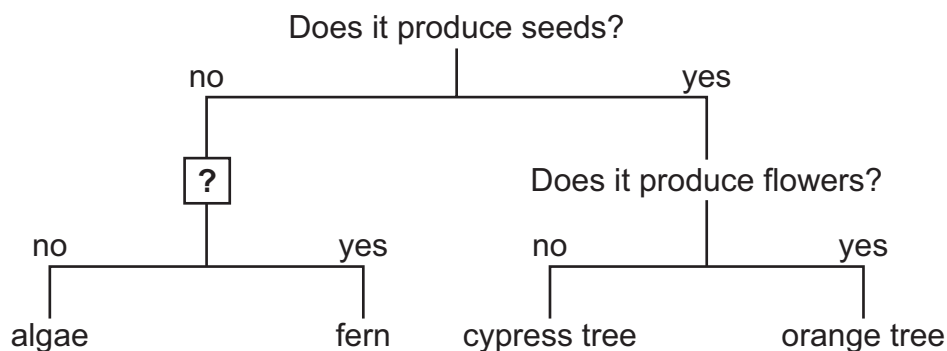 Does it produce seeds?
no yes
?
Does it produce flowers?
no yes no yes
algae fern cypress tree orange tree